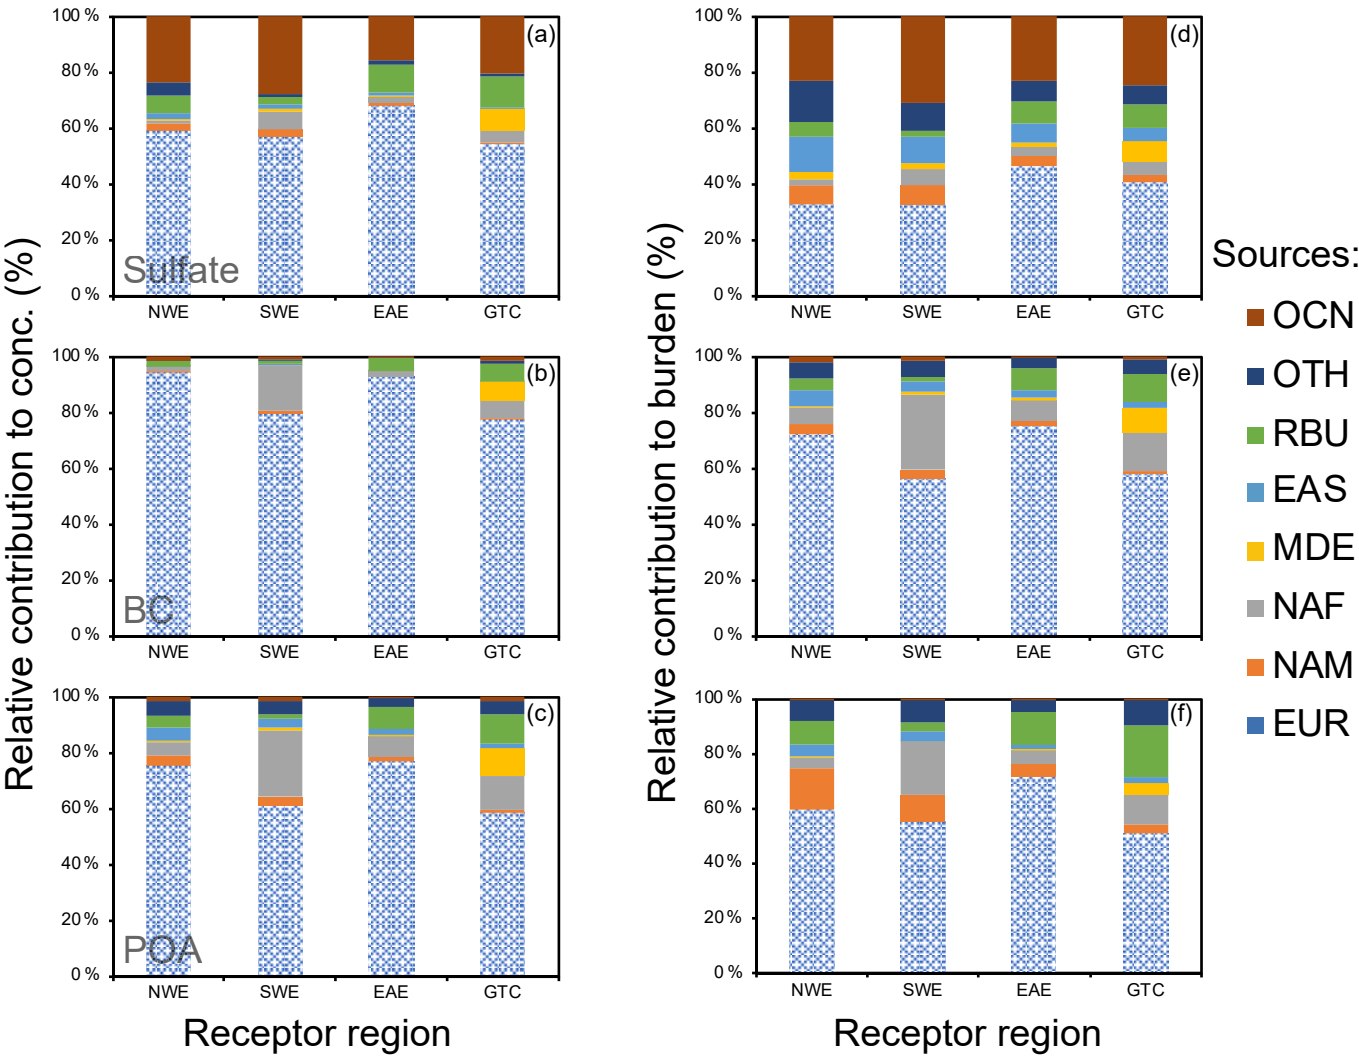 Relative contribution to conc. (%)
100 %
80 %
60 %
40 %
20 %
0 %
(a)
Sulfate
NWE SWE EAE GTC
100 %
80 %
60 %
40 %
20 %
0 %
(b)
BC
NWE SWE EAE GTC
100 %
80 %
60 %
40 %
20 %
0 %
(c)
POA
NWE SWE EAE GTC
Receptor region
Relative contribution to burden (%)
100 %
80 %
60 %
40 %
20 %
0 %
(d)
NWE SWE EAE GTC
100 %
80 %
60 %
40 %
20 %
0 %
(e)
NWE SWE EAE GTC
100 %
80 %
60 %
40 %
20 %
0 %
(f)
NWE SWE EAE GTC
Receptor region
Sources:
OCN
OTH
RBU
EAS
MDE
NAF
NAM
EUR